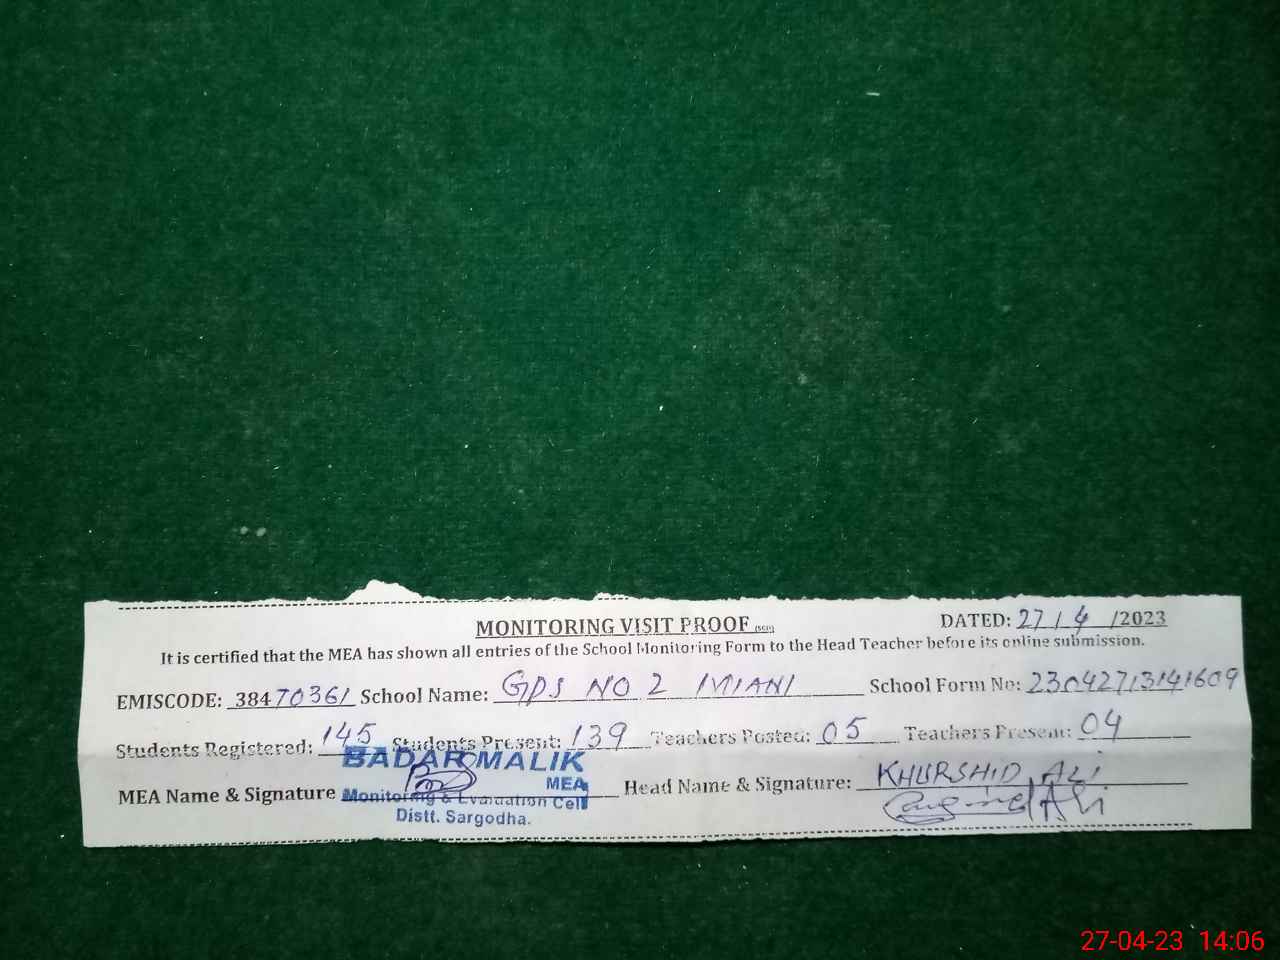 MONITORING VISIT PROOF (SGD) DATED: 27/4/2023
It is certified that the MEA has shown all entries of the School Monitoring Form to the Head Teacher before its online submission.
EMISCODE: 38470361 School Name: GPS NO 2 MIANI School Form No: 23042713141609
Students Registered: 145 Students Present: 139 Teachers Posted: 05 Teachers Present: 04
BADAR MALIK
MEA
MEA Name & Signature Head Name & Signature: KHURSHID ALI
Monitoring & Evaluation Cell
Distt. Sargodha.
27-04-23 14:06